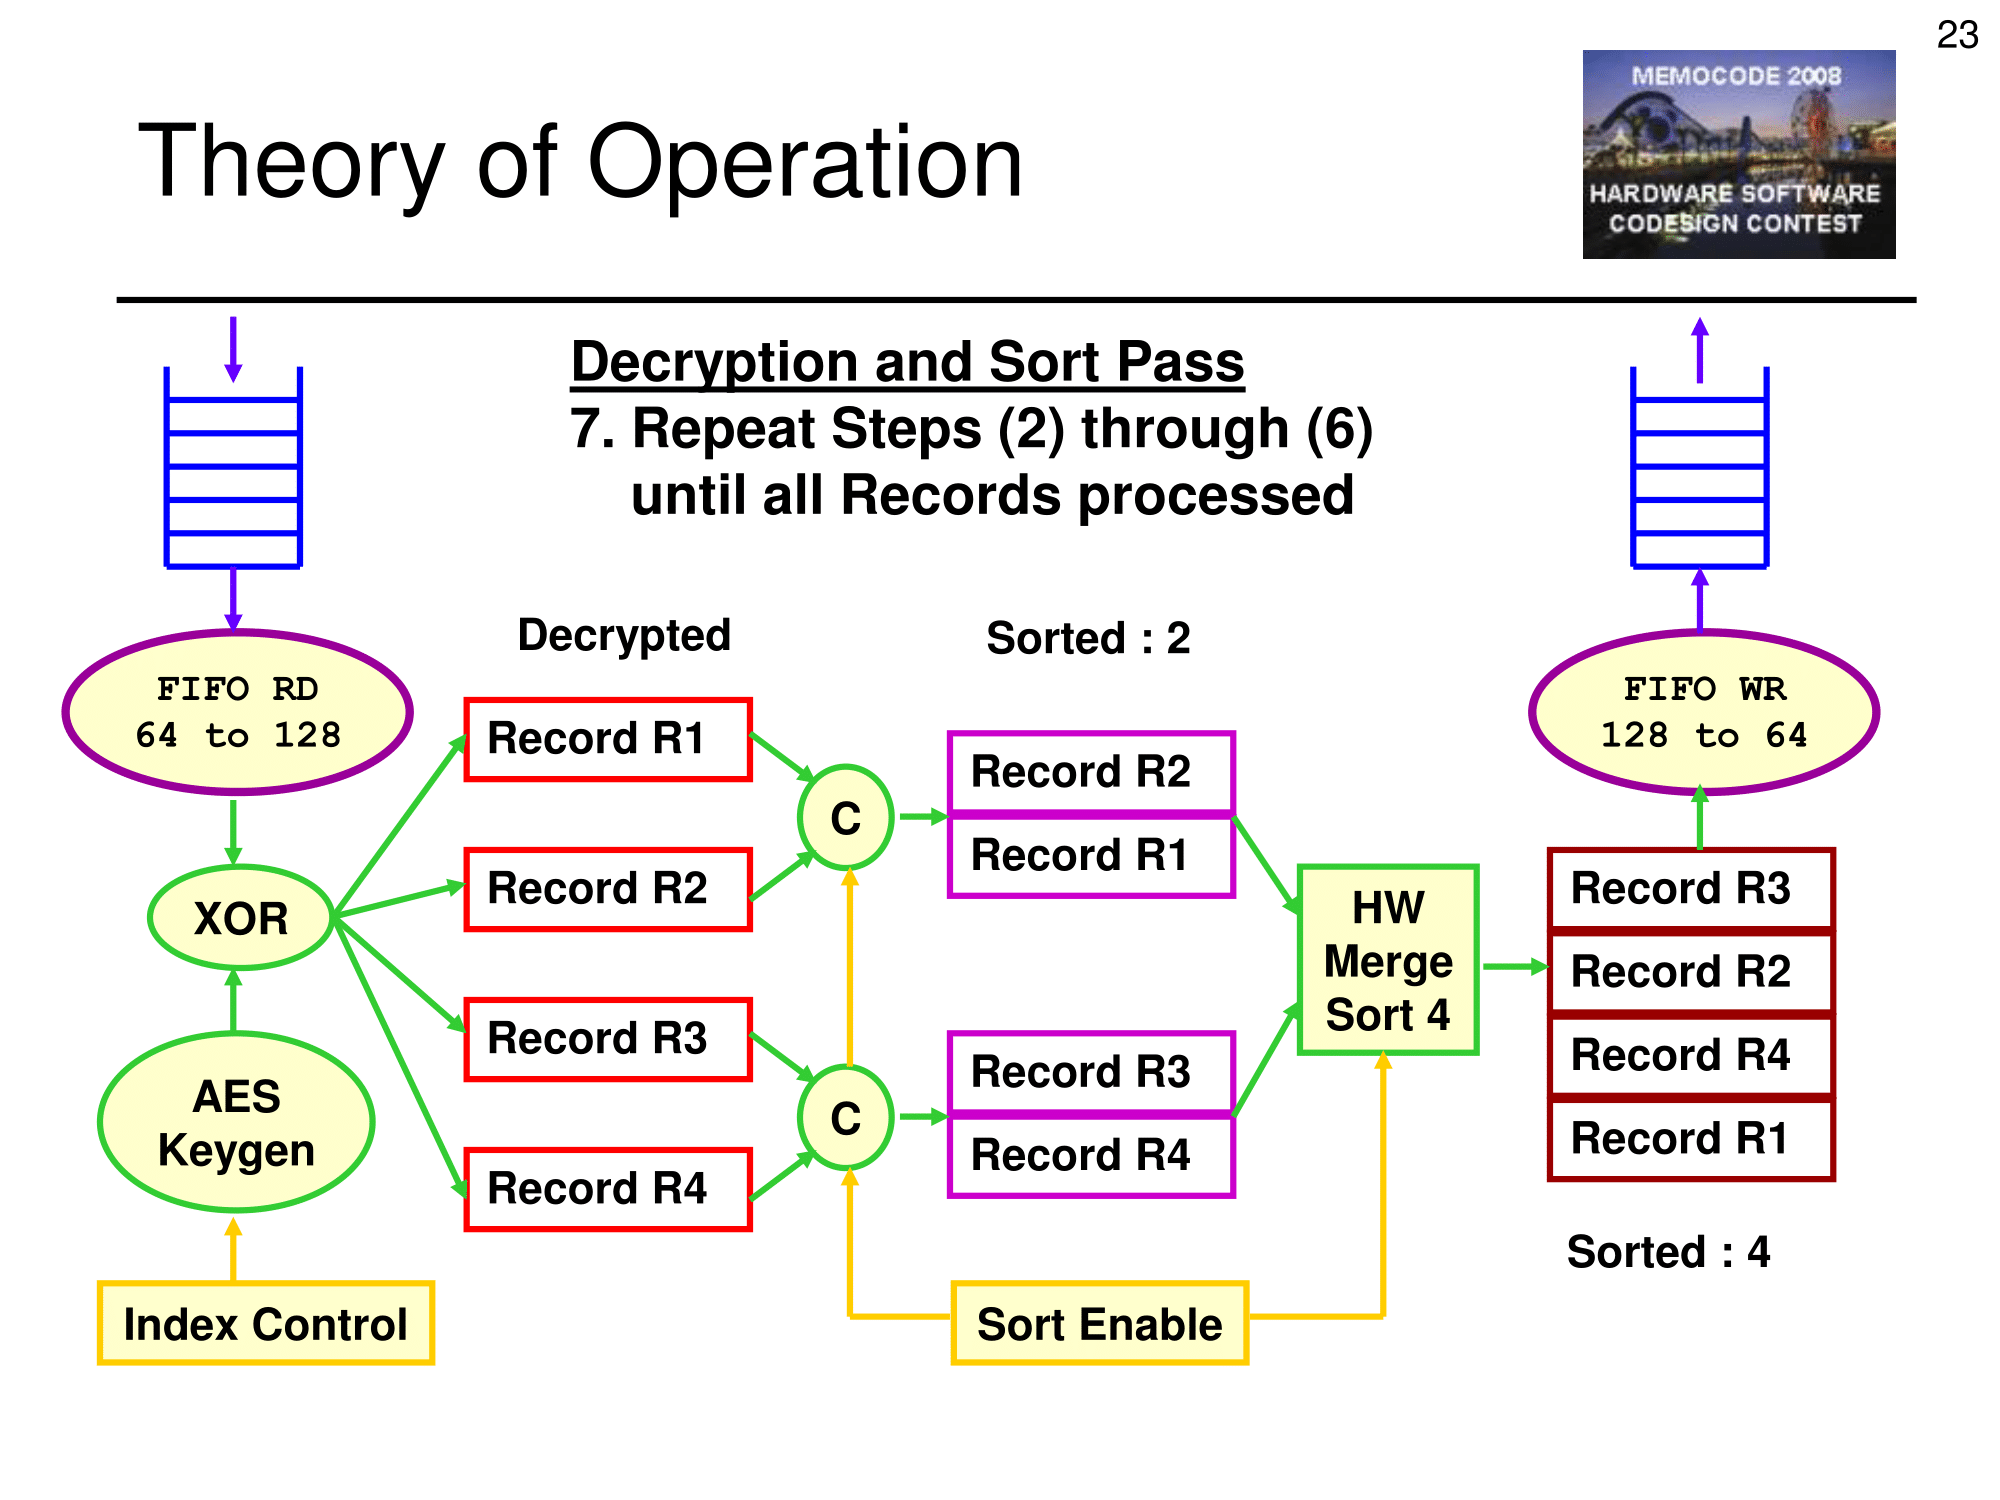 23
MEMOCODE 2008
HARDWARE SOFTWARE
CODESIGN CONTEST
Theory of Operation
Decryption and Sort Pass
7. Repeat Steps (2) through (6)
until all Records processed
Decrypted
Sorted : 2
FIFO RD
64 to 128
FIFO WR
128 to 64
XOR
AES
Keygen
Index Control
Record R1
Record R2
Record R3
Record R4
C
C
Record R2
Record R1
Record R3
Record R4
HW
Merge
Sort 4
Sort Enable
Record R3
Record R2
Record R4
Record R1
Sorted : 4